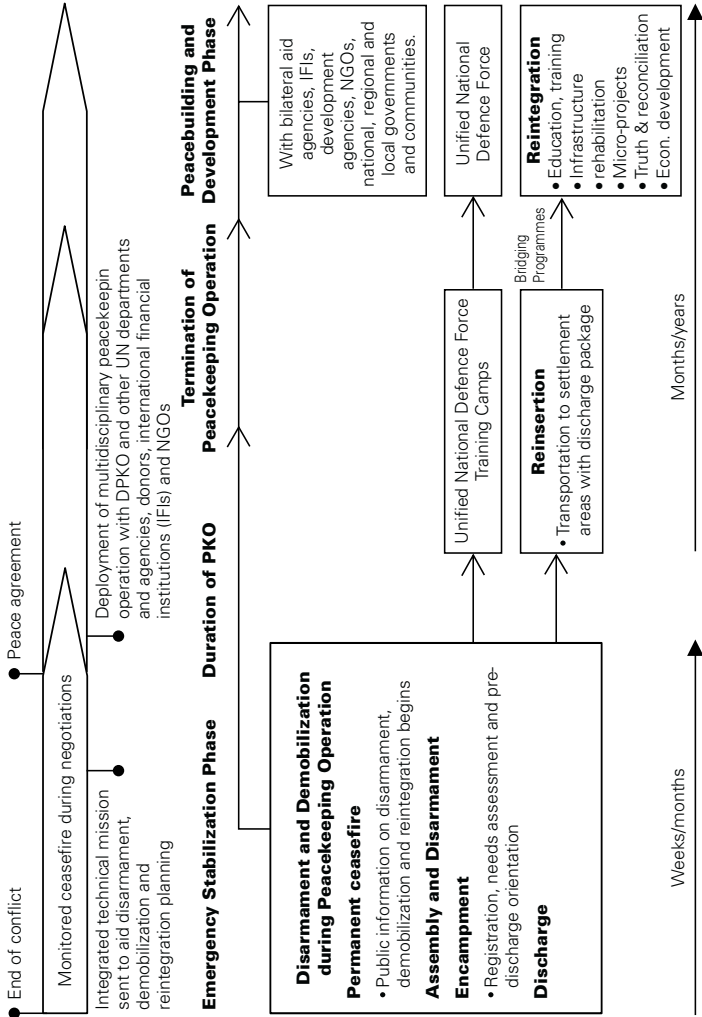 End of conflict
Peace agreement
Monitored ceasefire during negotiations
Integrated technical mission
sent to aid disarmament,
demobilization and
reintegration planning
Deployment of multidisciplinary peacekeepin
operation with DPKO and other UN departments
and agencies, donors, international financial
institutions (IFIs) and NGOs
Emergency Stabilization Phase
Duration of PKO
Termination of
Peacekeeping Operation
Peacebuilding and
Development Phase
Disarmament and Demobilization
during Peacekeeping Operation
Permanent ceasefire
• Public information on disarmament,
demobilization and reintegration begins
Assembly and Disarmament
Encampment
• Registration, needs assessment and pre-
discharge orientation
Discharge
With bilateral aid
agencies, IFIs,
development
agencies, NGOs,
national, regional and
local governments
and communities.
Unified National Defence Force
Training Camps
Unified National
Defence Force
Reinsertion
• Transportation to settlement
areas with discharge package
Bridging
Programmes
Reintegration
• Education, training
• Infrastructure
• rehabilitation
• Micro-projects
• Truth & reconciliation
• Econ. development
Weeks/months
Months/years